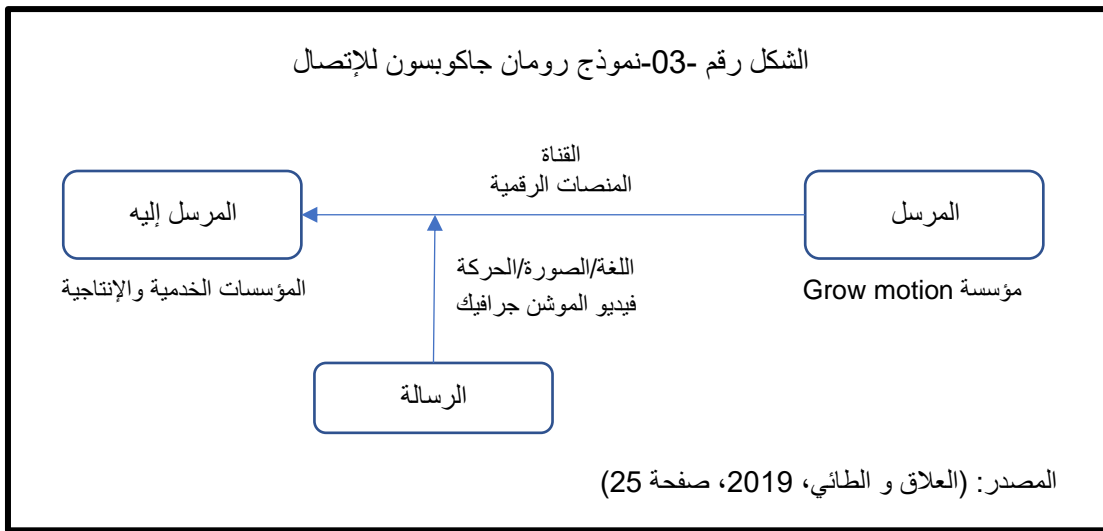 الشكل رقم -03-نموذج رومان جاكوبسون للإتصال
القناة
المنصات الرقمية
المرسل
المرسل إليه
مؤسسة Grow motion
المؤسسات الخدمية والإنتاجية
اللغة/الصورة/الحركة
فيديو الموشن جرافيك
الرسالة
المصدر: (العلاق و الطائي، 2019، صفحة 25)